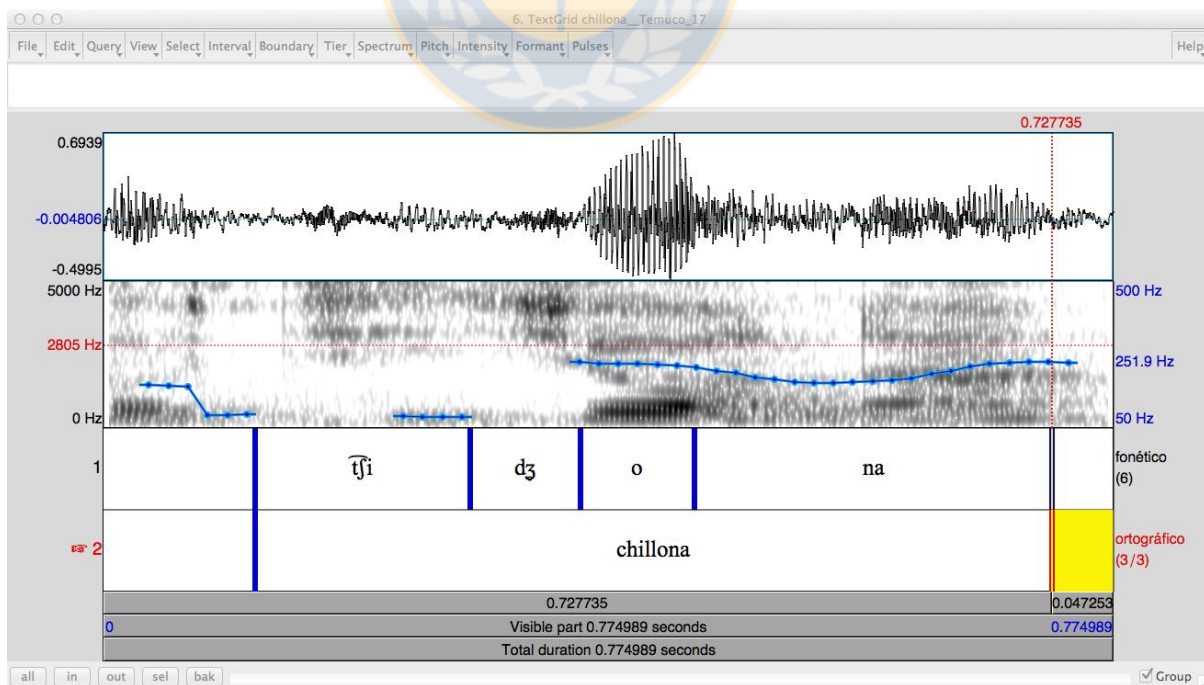 6. TextGrid chillona__Temuco_17
File Edit Query View Select Interval Boundary Tier Spectrum Pitch Intensity Formant Pulses Help
0.727735
0.6939
-0.004806
-0.4995
5000 Hz 500 Hz
2805 Hz 251.9 Hz
0 Hz 50 Hz
1 t͡ʃi dʒ o na fonético
(6)
2 chillona ortográfico
(3/3)
0.727735 0.047253
0 Visible part 0.774989 seconds 0.774989
Total duration 0.774989 seconds
all in out sel bak Group